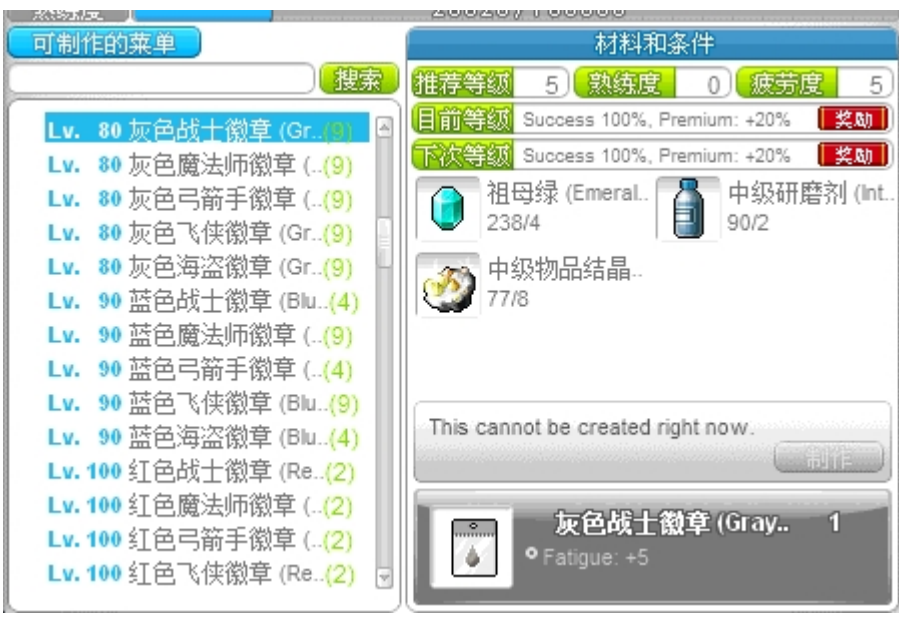 熟练度
可制作的菜单
搜索
Lv. 80 灰色战士徽章 (Gr..(9)
Lv. 80 灰色魔法师徽章 (..(9)
Lv. 80 灰色弓箭手徽章 (..(9)
Lv. 80 灰色飞侠徽章 (Gr..(9)
Lv. 80 灰色海盗徽章 (Gr..(9)
Lv. 90 蓝色战士徽章 (Blu..(4)
Lv. 90 蓝色魔法师徽章 (..(9)
Lv. 90 蓝色弓箭手徽章 (..(4)
Lv. 90 蓝色飞侠徽章 (Blu..(9)
Lv. 90 蓝色海盗徽章 (Blu..(4)
Lv. 100 红色战士徽章 (Re..(2)
Lv. 100 红色魔法师徽章 (..(2)
Lv. 100 红色弓箭手徽章 (..(2)
Lv. 100 红色飞侠徽章 (Re..(2)
材料和条件
推荐等级 5 熟练度 0 疲劳度 5
目前等级 Success 100%, Premium: +20% 奖励
下次等级 Success 100%, Premium: +20% 奖励
祖母绿 (Emeral..
238/4
中级研磨剂 (Int..
90/2
中级物品结晶..
77/8
This cannot be created right now.
制作
灰色战士徽章 (Gray.. 1
Fatigue: +5